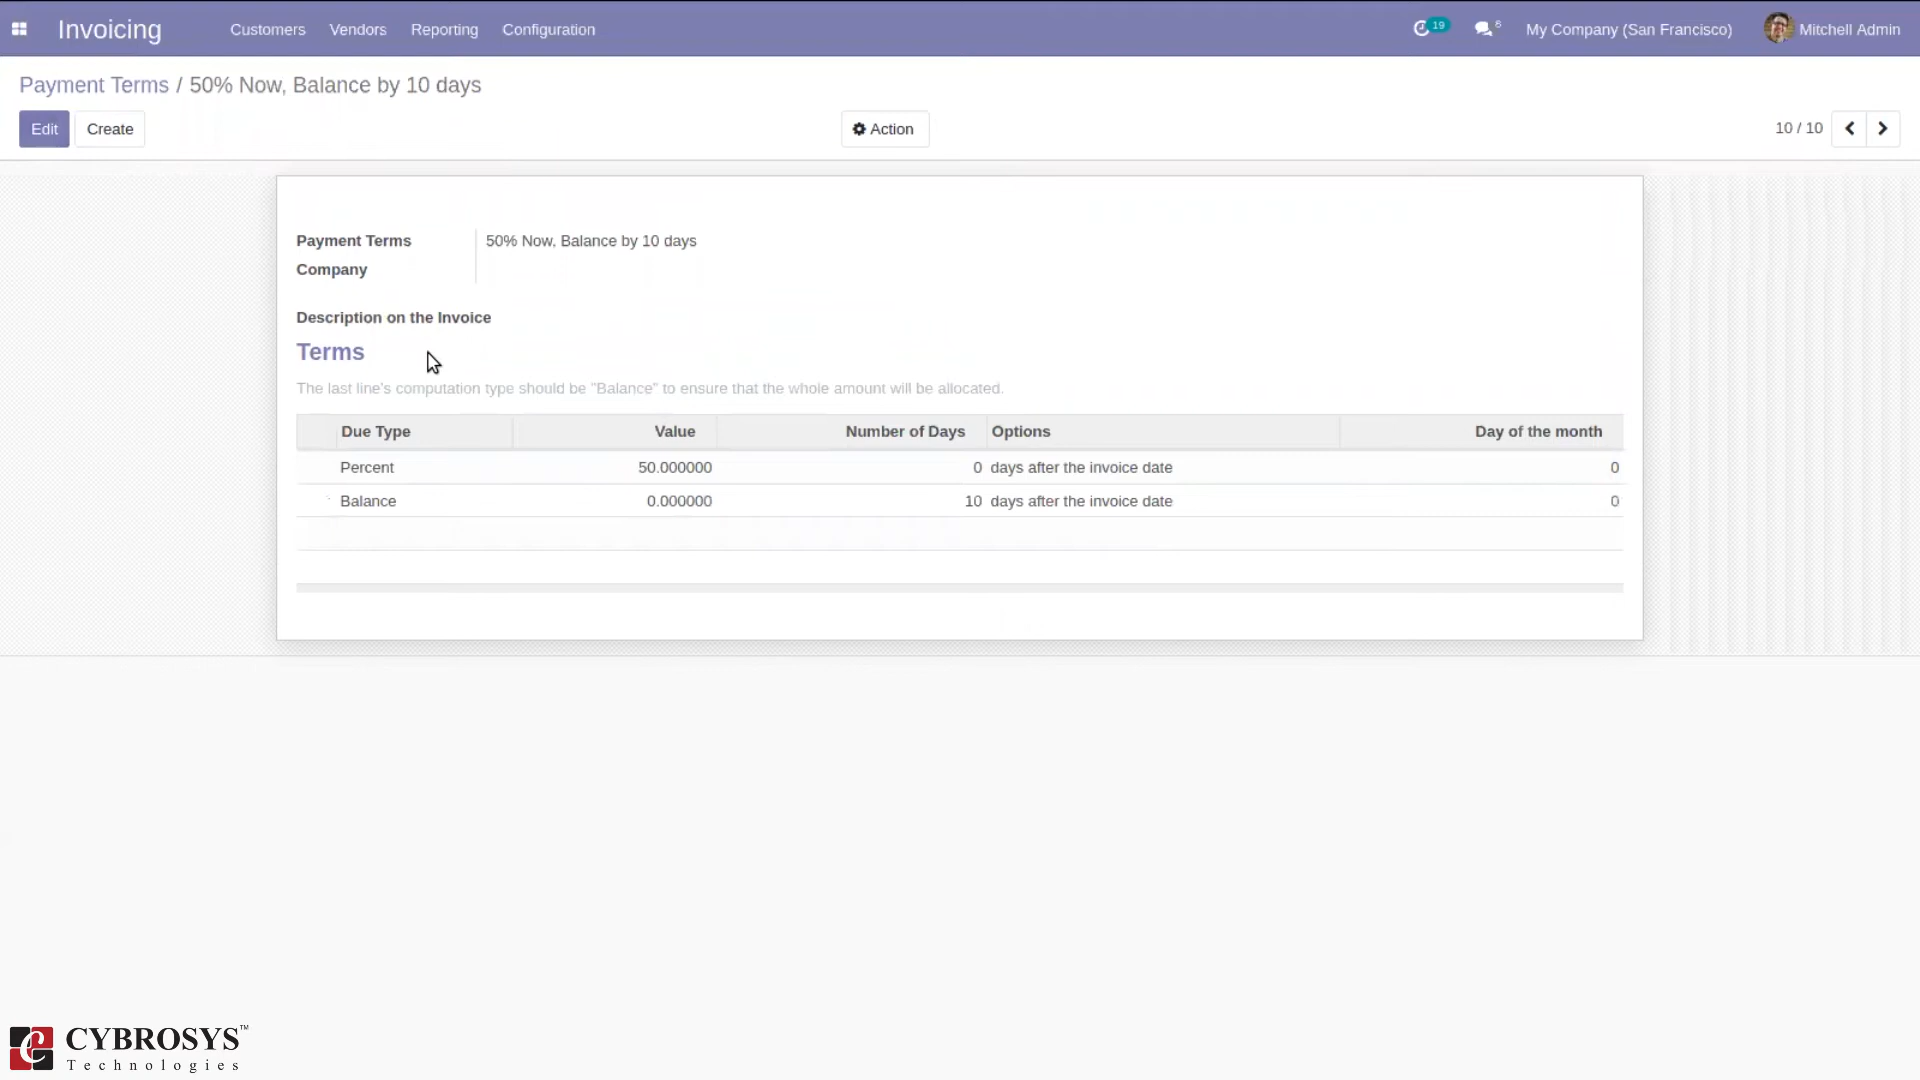 Invoicing Customers Vendors Reporting Configuration 19 6 My Company (San Francisco) Mitchell Admin
Payment Terms / 50% Now, Balance by 10 days
Edit Create Action 10 / 10
Payment Terms 50% Now, Balance by 10 days
Company
Description on the Invoice
Terms
The last line's computation type should be "Balance" to ensure that the whole amount will be allocated.
Due Type Value Number of Days Options Day of the month
Percent 50.000000 0 days after the invoice date 0
Balance 0.000000 10 days after the invoice date 0
CYBROSYS™
Technologies